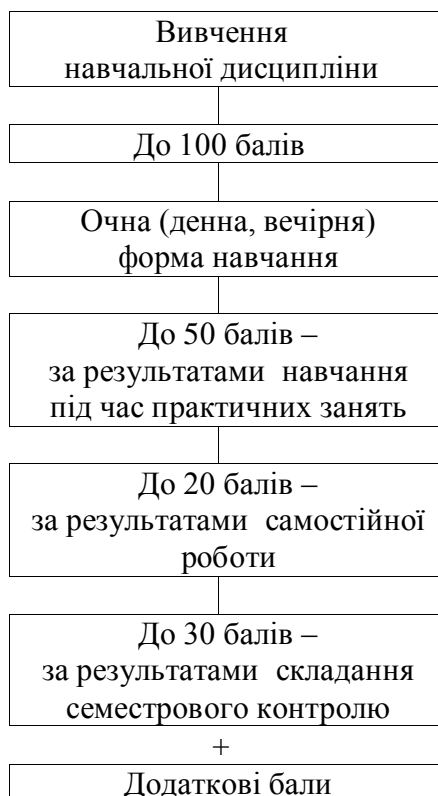 Вивчення
навчальної дисципліни
До 100 балів
Очна (денна, вечірня)
форма навчання
До 50 балів –
за результатами навчання
під час практичних занять
До 20 балів –
за результатами самостійної
роботи
До 30 балів –
за результатами складання
семестрового контролю
+
Додаткові бали